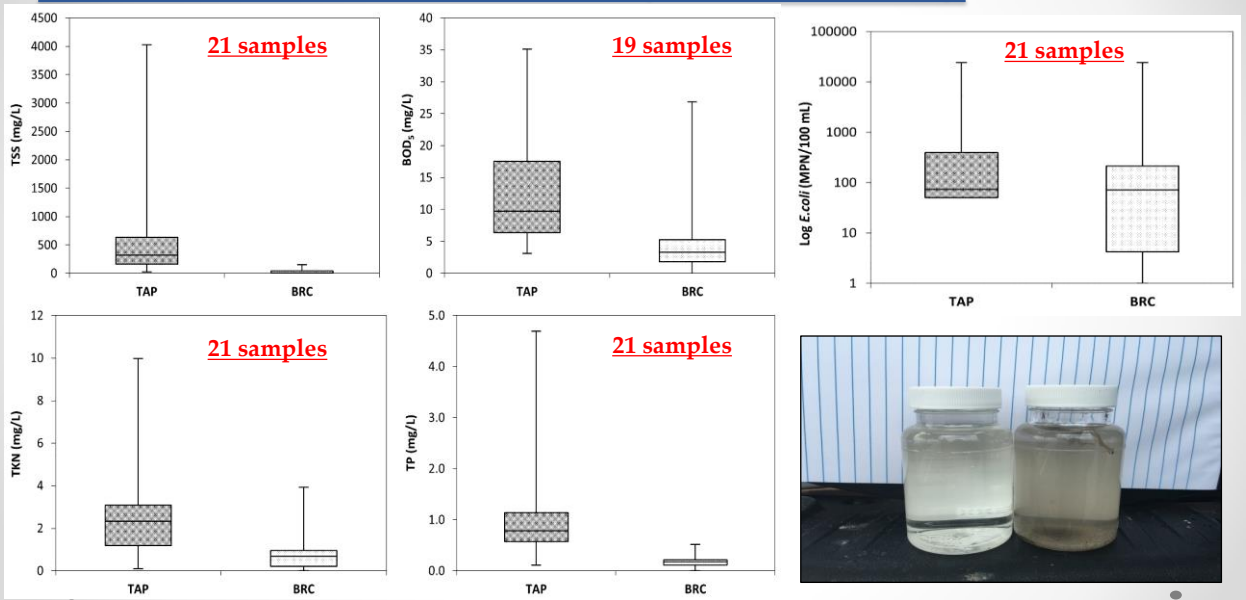 4500
4000
3500
3000
2500
2000
1500
1000
500
0
TSS (mg/L)
21 samples
TAP BRC
40
35
30
25
20
15
10
5
0
BOD₅ (mg/L)
19 samples
TAP BRC
100000
10000
1000
100
10
1
Log E.coli (MPN/100 mL)
21 samples
TAP BRC
12
10
8
6
4
2
0
TKN (mg/L)
21 samples
TAP BRC
5.0
4.0
3.0
2.0
1.0
0.0
TP (mg/L)
21 samples
TAP BRC